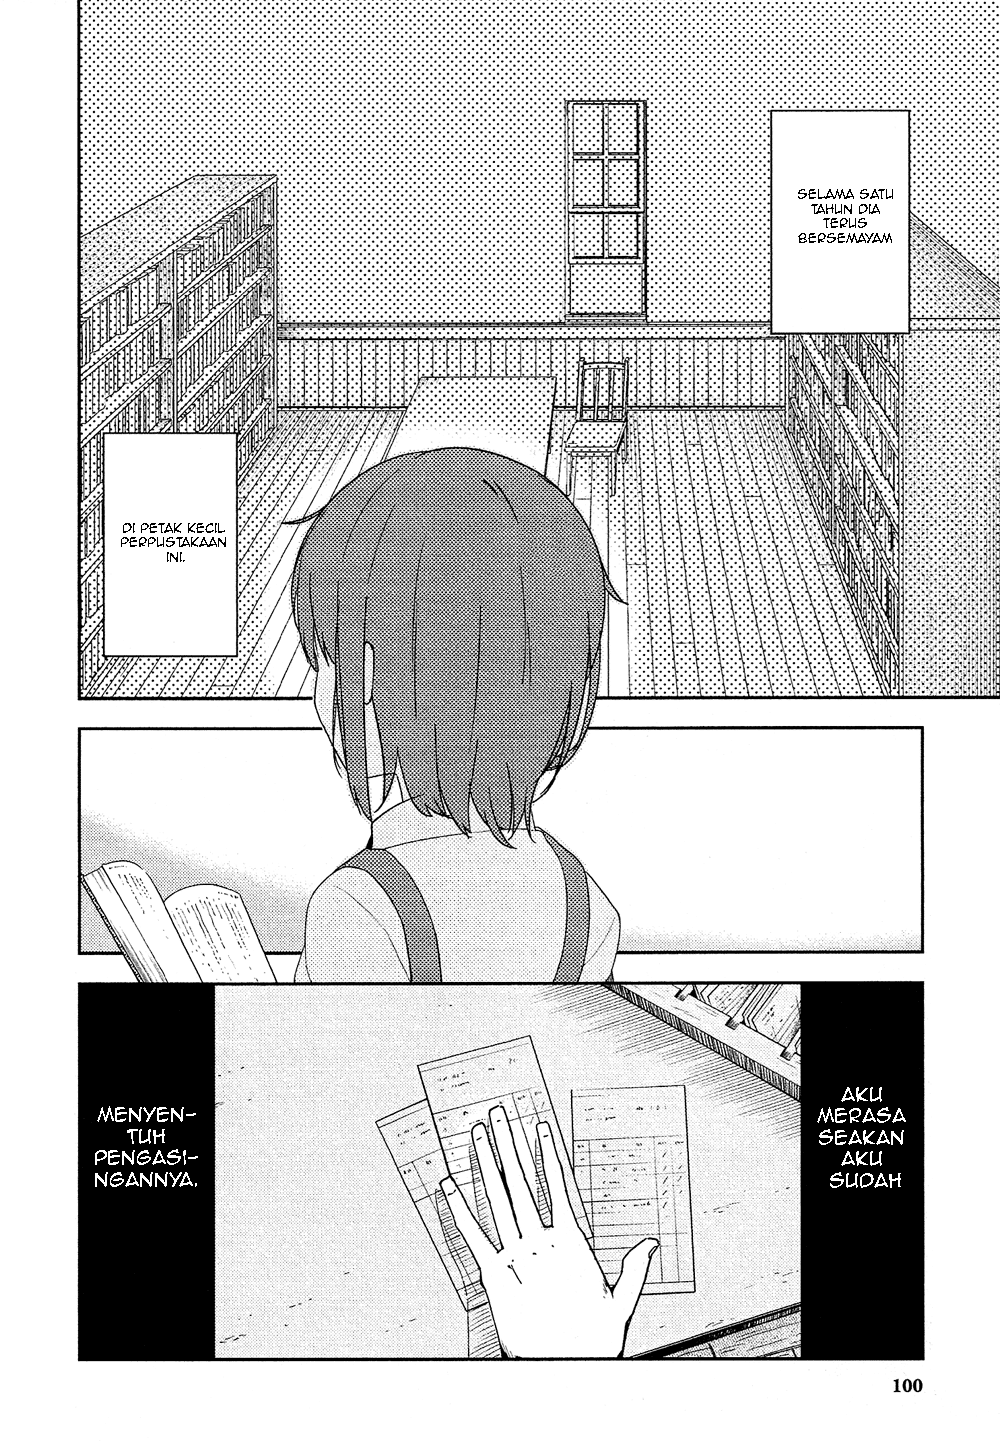 SELAMA SATU
TAHUN DIA
TERUS
BERSEMAYAM
DI PETAK KECIL
PERPUSTAKAAN
INI.
AKU
MERASA
SEAKAN
AKU
SUDAH
MENYEN-
TUH
PENGASI-
NGANNYA.
100